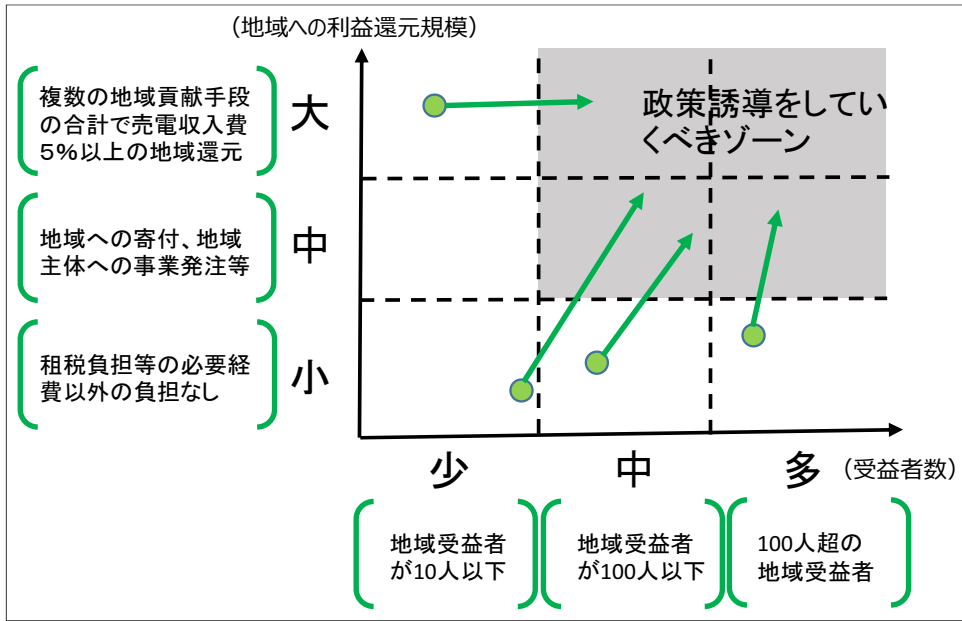 （地域への利益還元規模）
複数の地域貢献手段
の合計で売電収入費
5%以上の地域還元
大
政策誘導をしてい
くべきゾーン
地域への寄付、地域
主体への事業発注等
中
租税負担等の必要経
費以外の負担なし
小
少
中
多
（受益者数）
地域受益者
が10人以下
地域受益者
が100人以下
100人超の
地域受益者